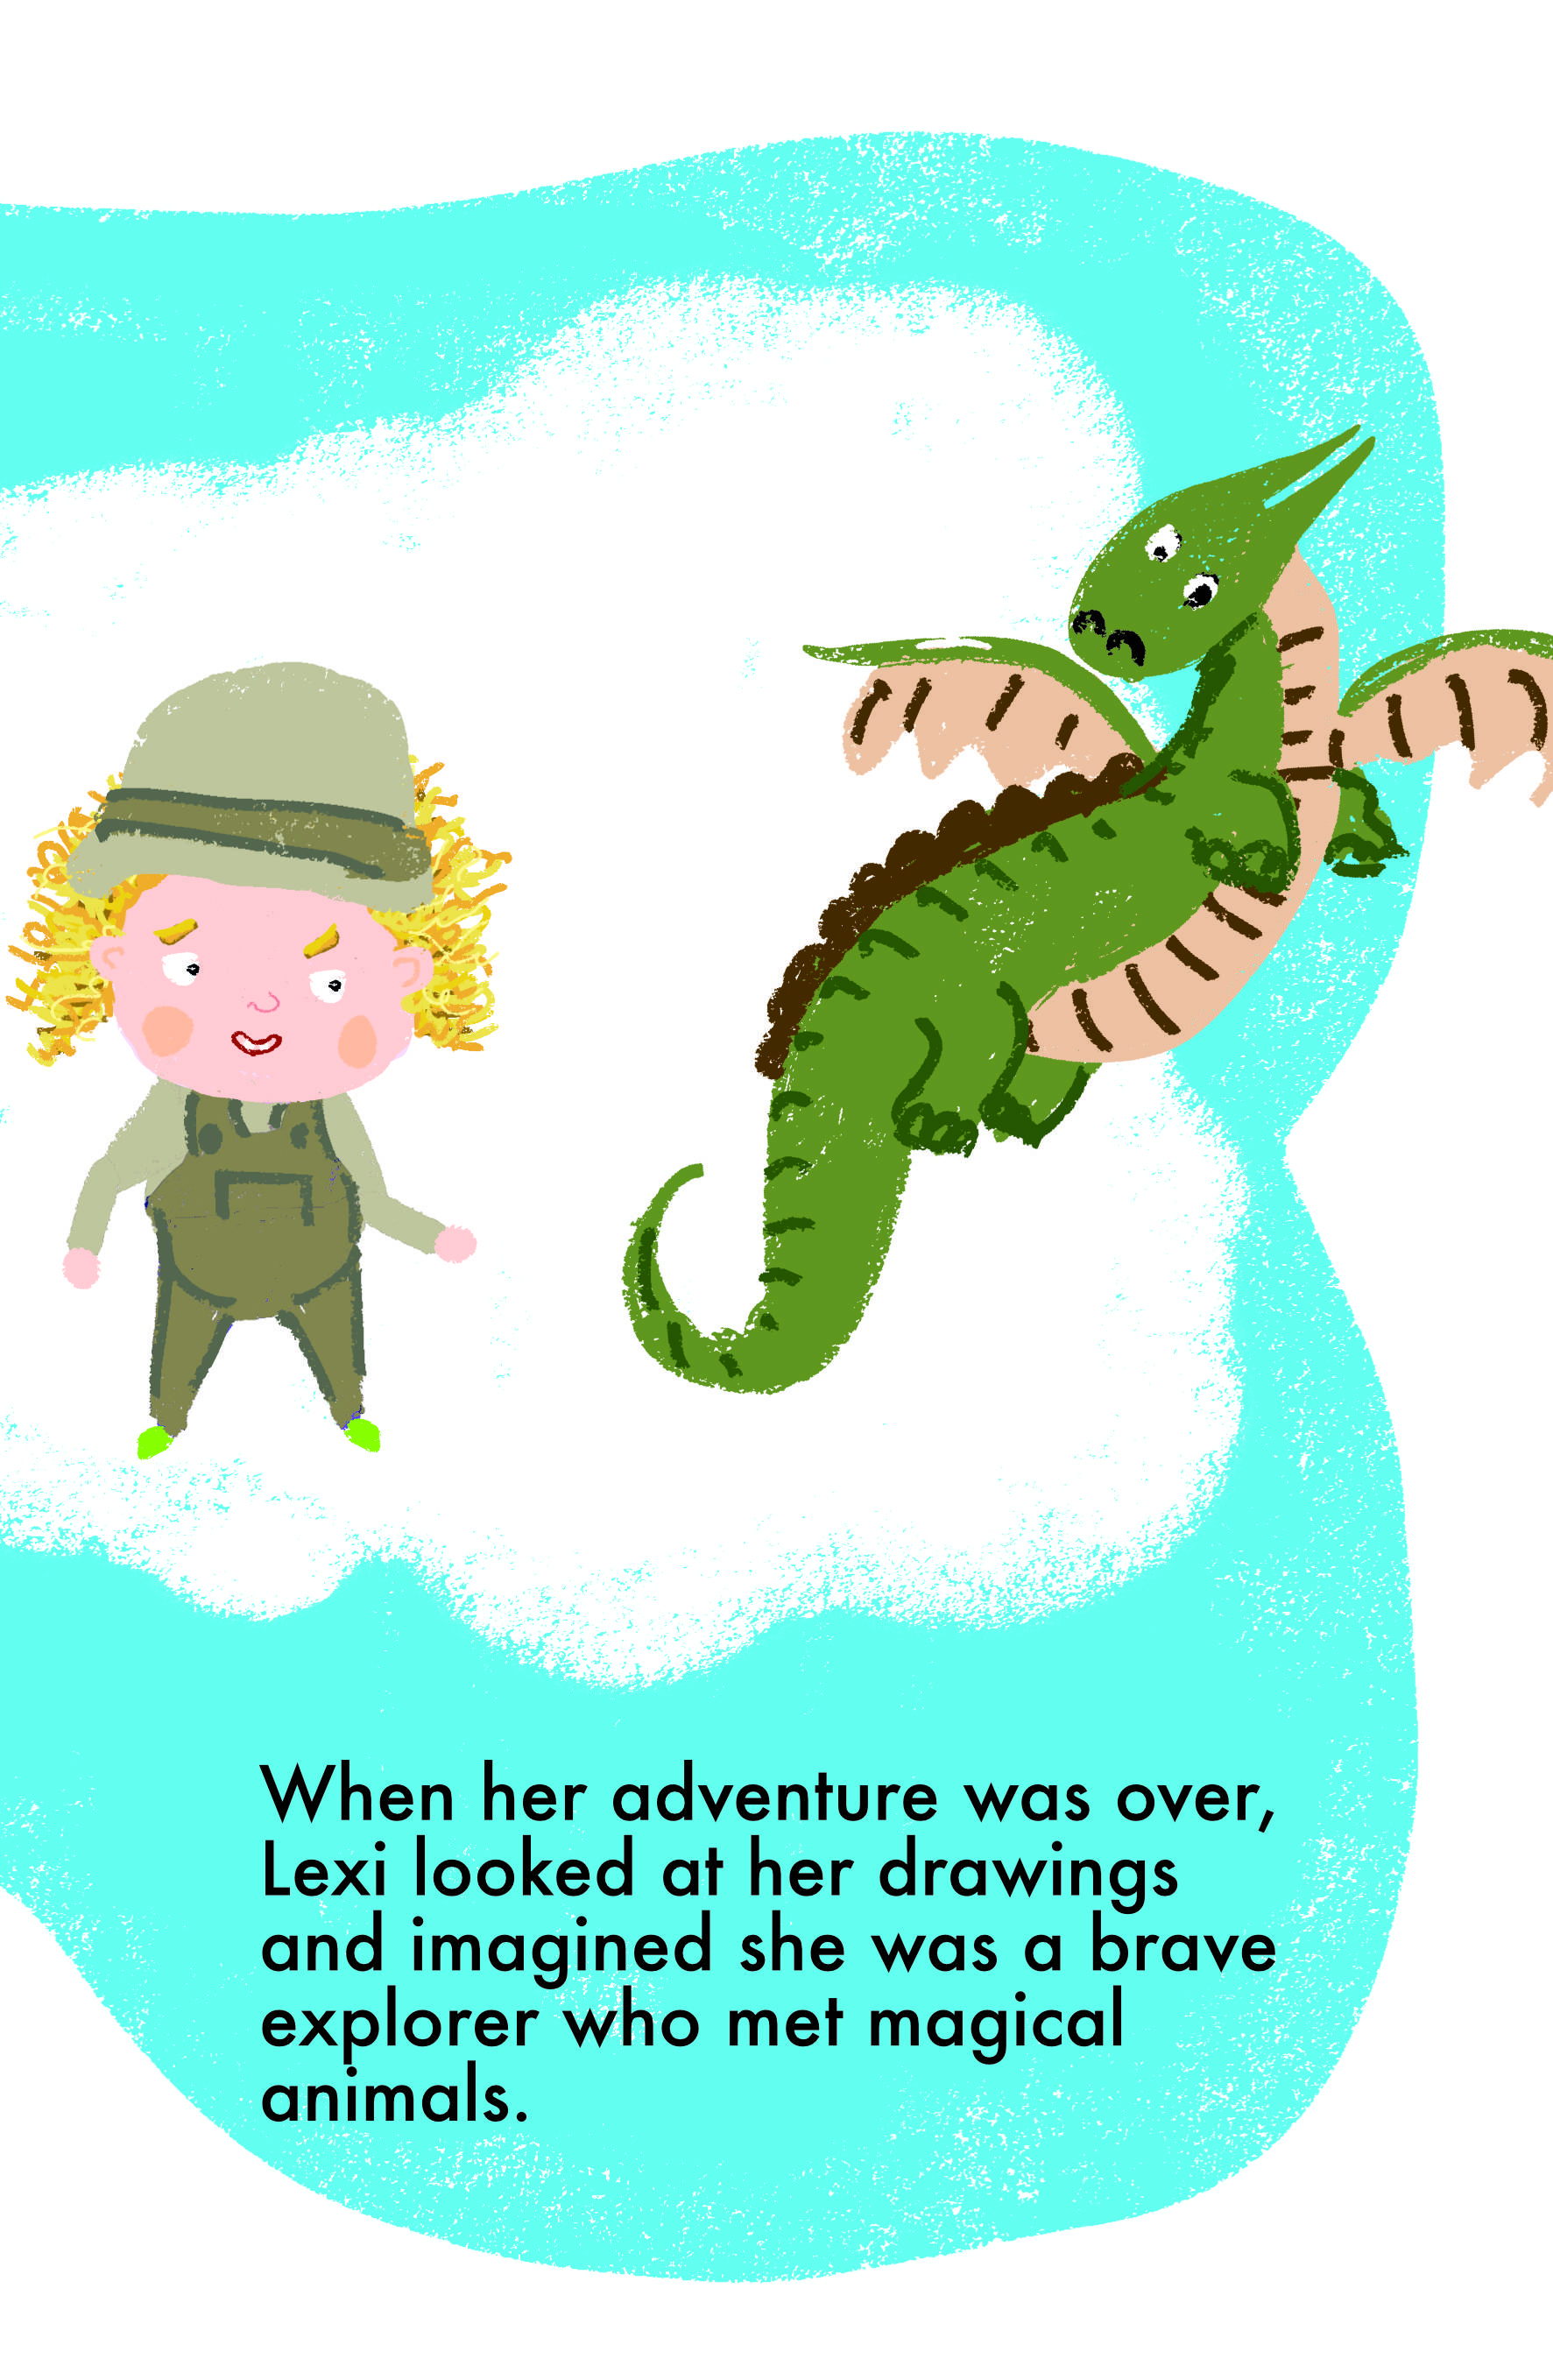 When her adventure was over,
Lexi looked at her drawings
and imagined she was a brave
explorer who met magical
animals.